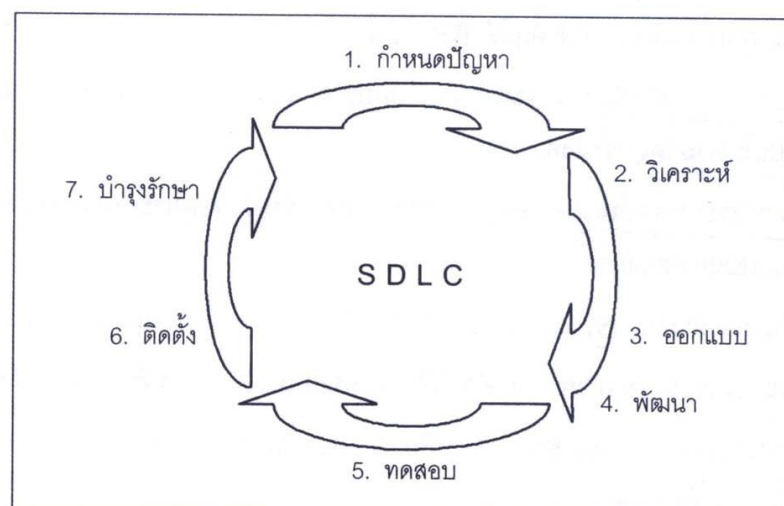 1. กำหนดปัญหา
2. วิเคราะห์
3. ออกแบบ
4. พัฒนา
5. ทดสอบ
6. ติดตั้ง
7. บำรุงรักษา
S D L C